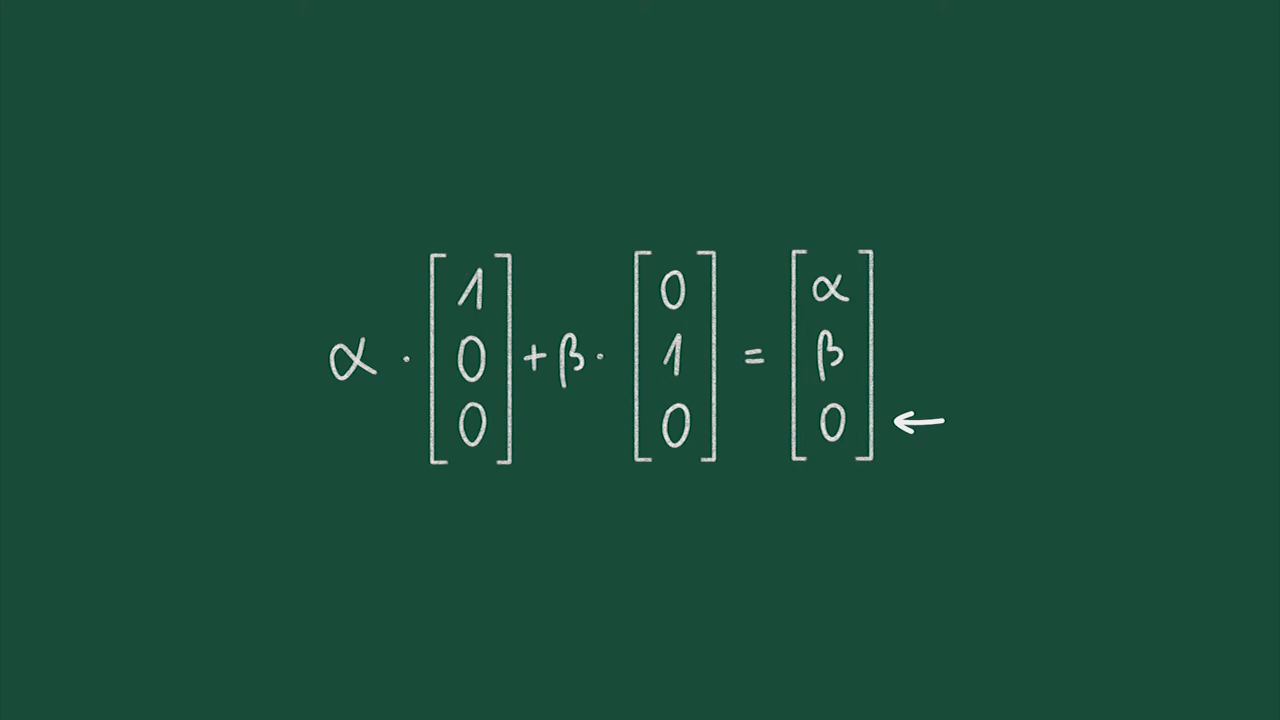 α · [1 0 0] + β · [0 1 0] = [α β 0] ←